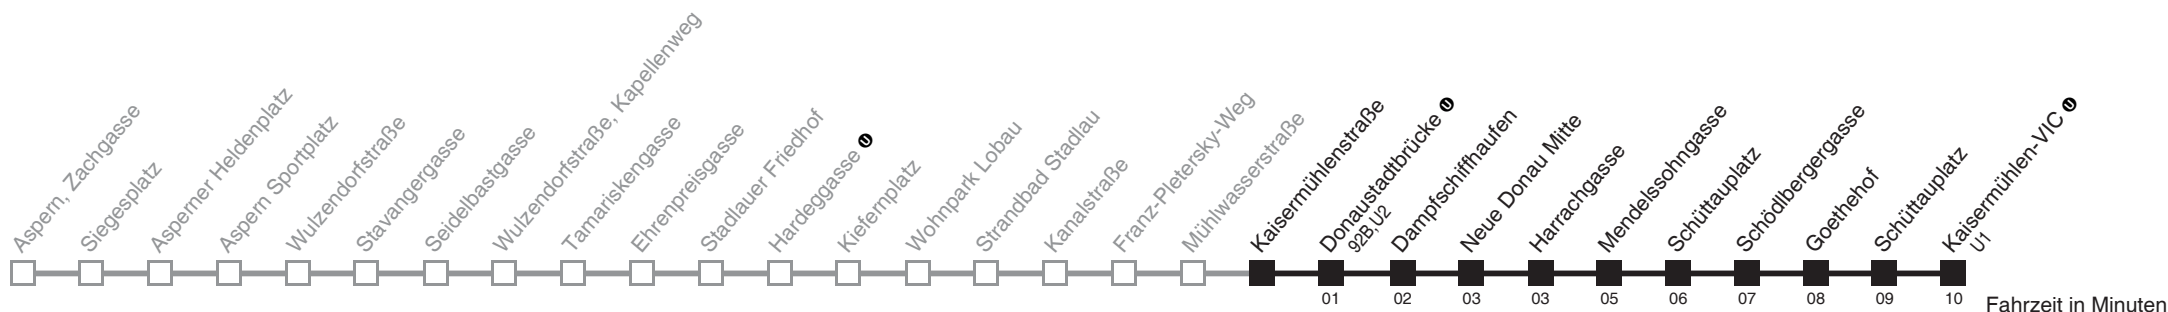 Aspern, Zachgasse
Siegesplatz
Asperner Heldenplatz
Aspern Sportplatz
Wulzendorfstraße
Stavangergasse
Seidelbastgasse
Wulzendorfstraße, Kapellenweg
Tamariskengasse
Ehrenpreisgasse
Stadlauer Friedhof
Hardeggasse U
Kiefernplatz
Wohnpark Lobau
Strandbad Stadlau
Kanalstraße
Franz-Pletersky-Weg
Mühlwasserstraße
Kaisermühlenstraße
Donaustadtbrücke U
92B,U2
Dampfschiffhaufen
Neue Donau Mitte
Harrachgasse
Mendelssohngasse
Schüttauplatz
Schödlbergergasse
Goethehof
Schüttauplatz
Kaisermühlen-VIC U
U1
01 02 03 03 05 06 07 08 09 10
Fahrzeit in Minuten